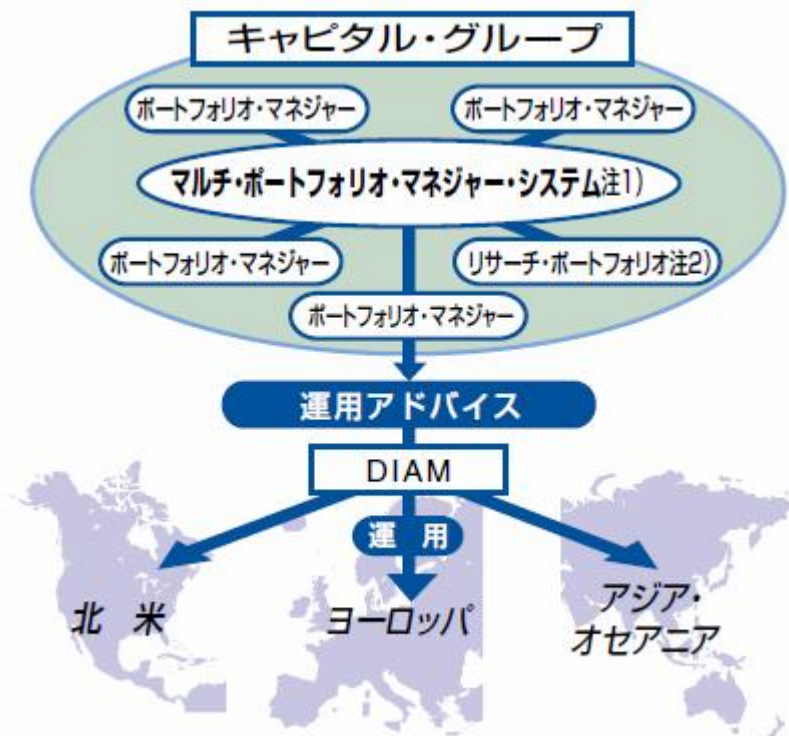 キャピタル・グループ
ポートフォリオ・マネジャー
ポートフォリオ・マネジャー
マルチ・ポートフォリオ・マネジャー・システム注1)
ポートフォリオ・マネジャー
リサーチ・ポートフォリオ注2)
ポートフォリオ・マネジャー
運用アドバイス
DIAM
運 用
北 米
ヨーロッパ
アジア・
オセアニア